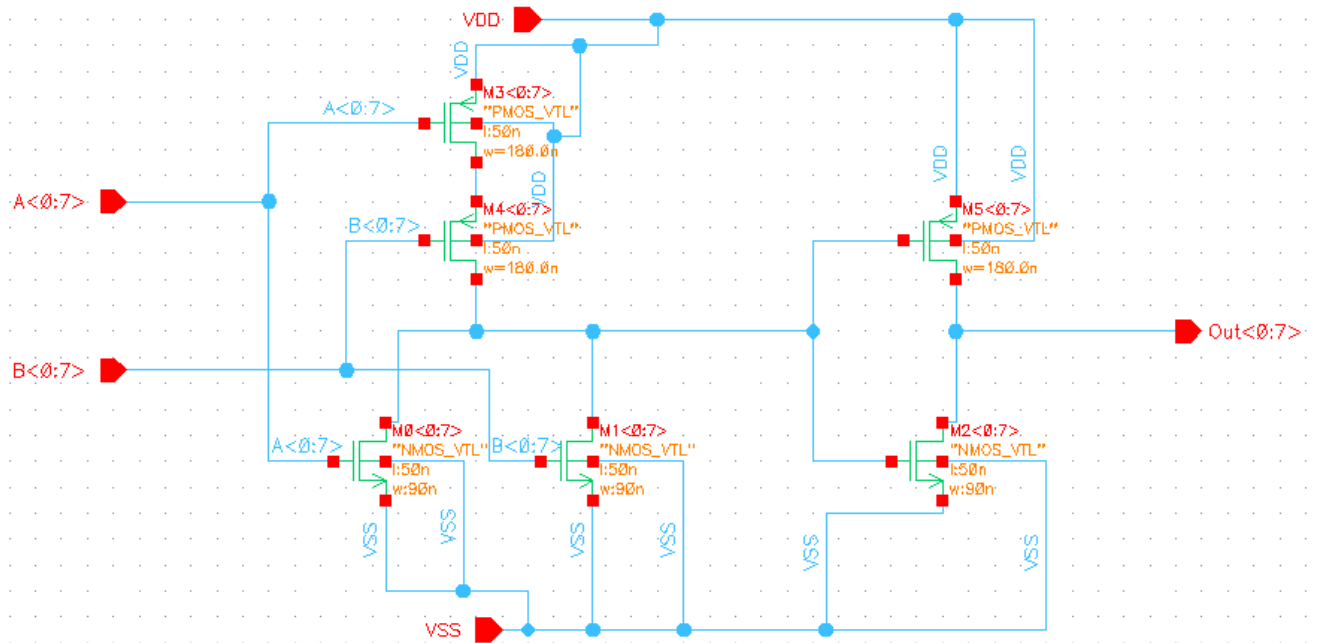 VDD
VDD
M3<0:7>
A<0:7>
"PMOS_VTL"
l:50n
w=180.0n
VDD
VDD
VDD
A<0:7>
M4<0:7>
B<0:7>
"PMOS_VTL"
l:50n
w=180.0n
M5<0:7>
"PMOS_VTL"
l:50n
w=180.0n
Out<0:7>
B<0:7>
M0<0:7>
A<0:7>
"NMOS_VTL"
l:50n
w:90n
M1<0:7>
B<0:7>
"NMOS_VTL"
l:50n
w:90n
M2<0:7>
"NMOS_VTL"
l:50n
w:90n
VSS
VSS
VSS
VSS
VSS
VSS
VSS